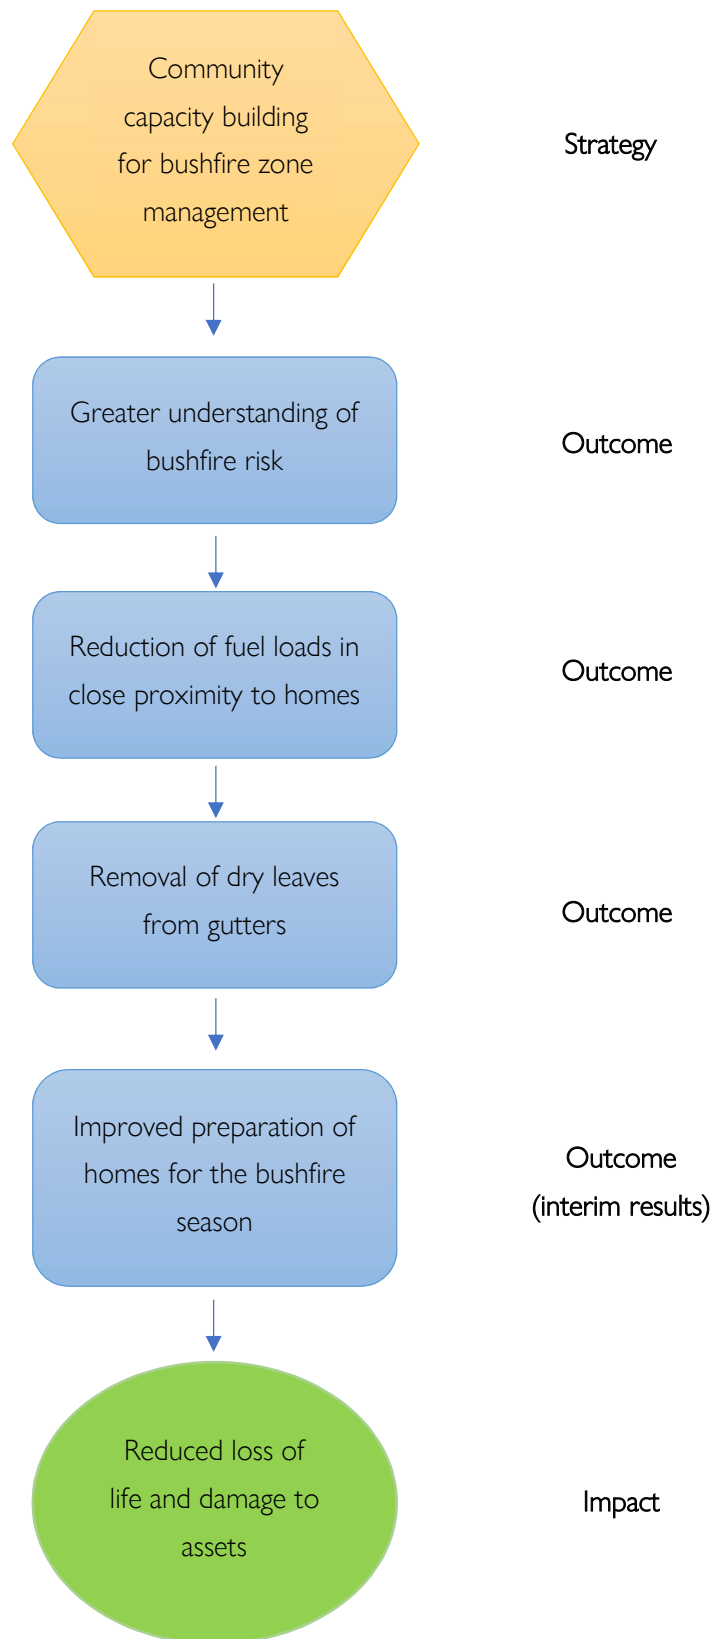 Community
capacity building
for bushfire zone
management
Strategy
Greater understanding of
bushfire risk
Outcome
Reduction of fuel loads in
close proximity to homes
Outcome
Removal of dry leaves
from gutters
Outcome
Improved preparation of
homes for the bushfire
season
Outcome
(interim results)
Reduced loss of
life and damage to
assets
Impact